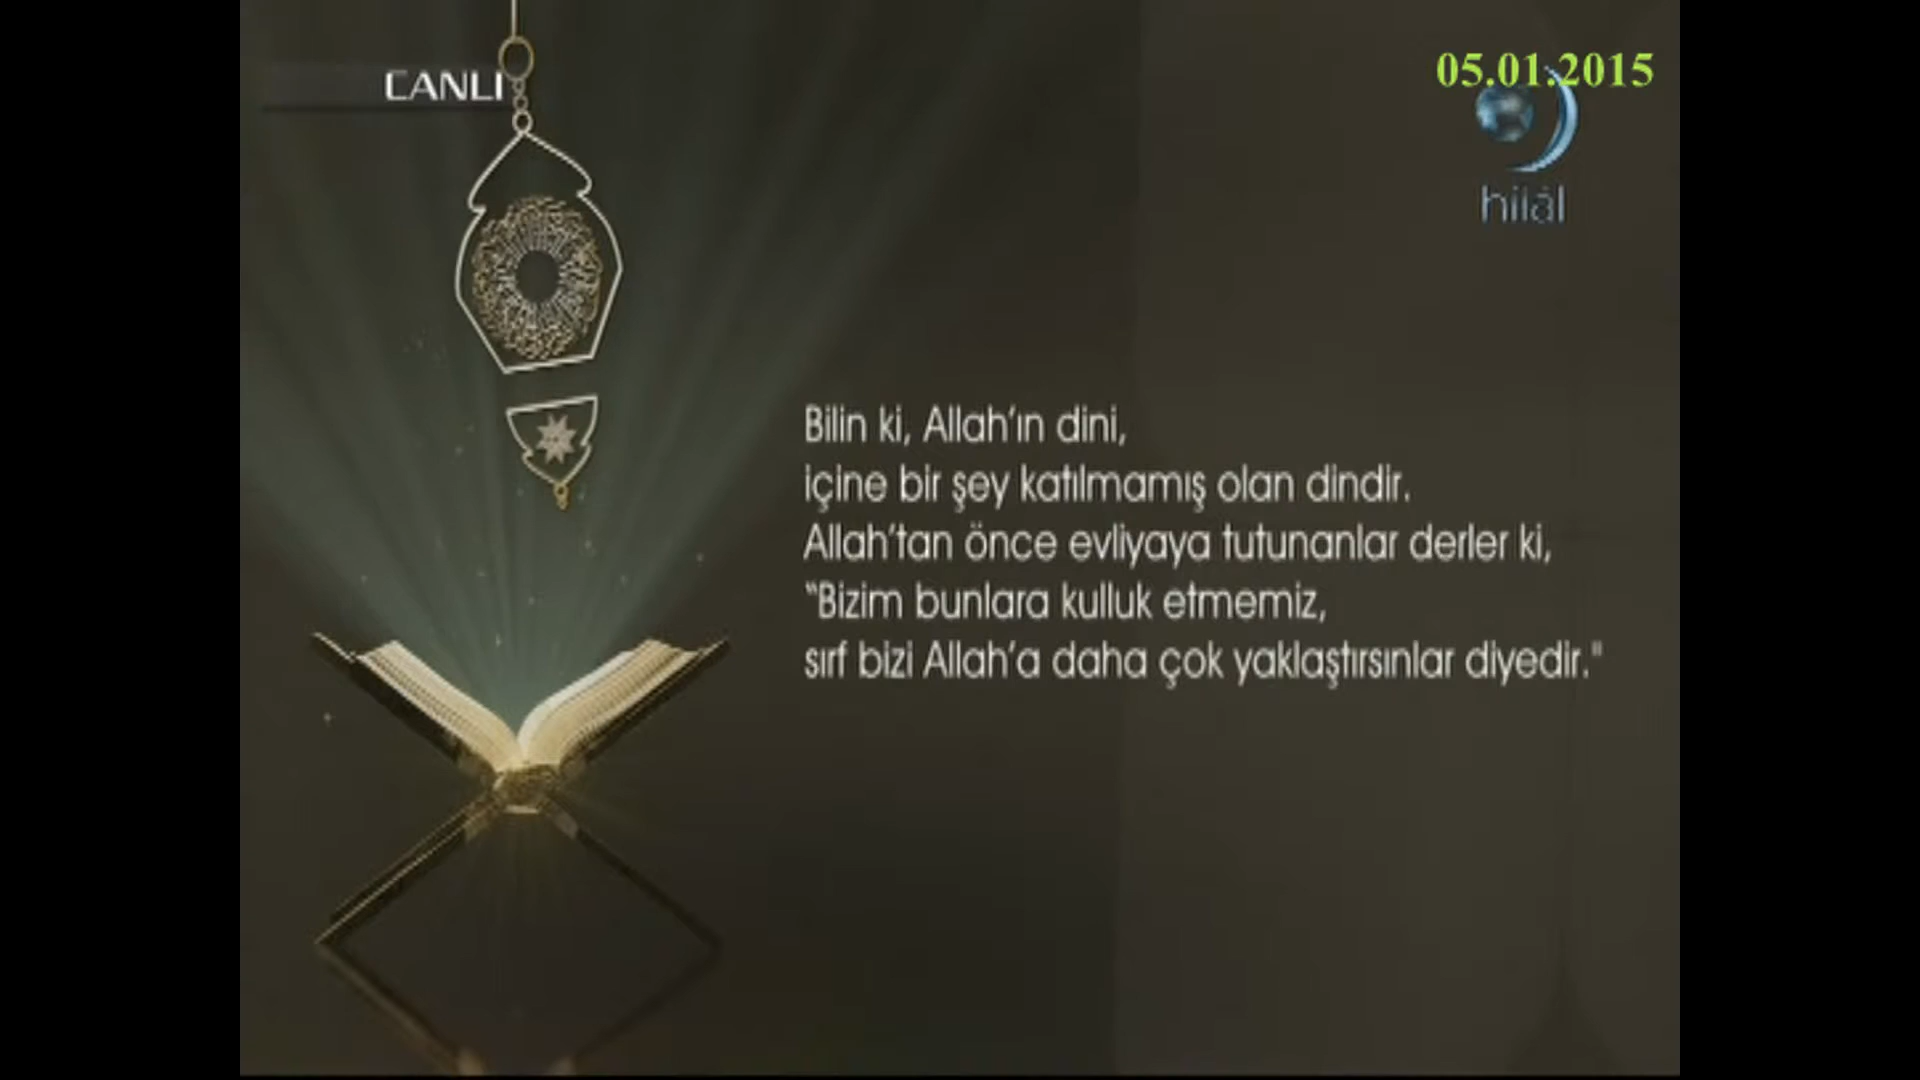 CANLI
05.01.2015
hilâl
Bilin ki, Allah'ın dini,
içine bir şey katılmamış olan dindir.
Allah'tan önce evliyaya tutunanlar derler ki,
"Bizim bunlara kulluk etmemiz,
sırf bizi Allah'a daha çok yaklaştırsınlar diyedir."